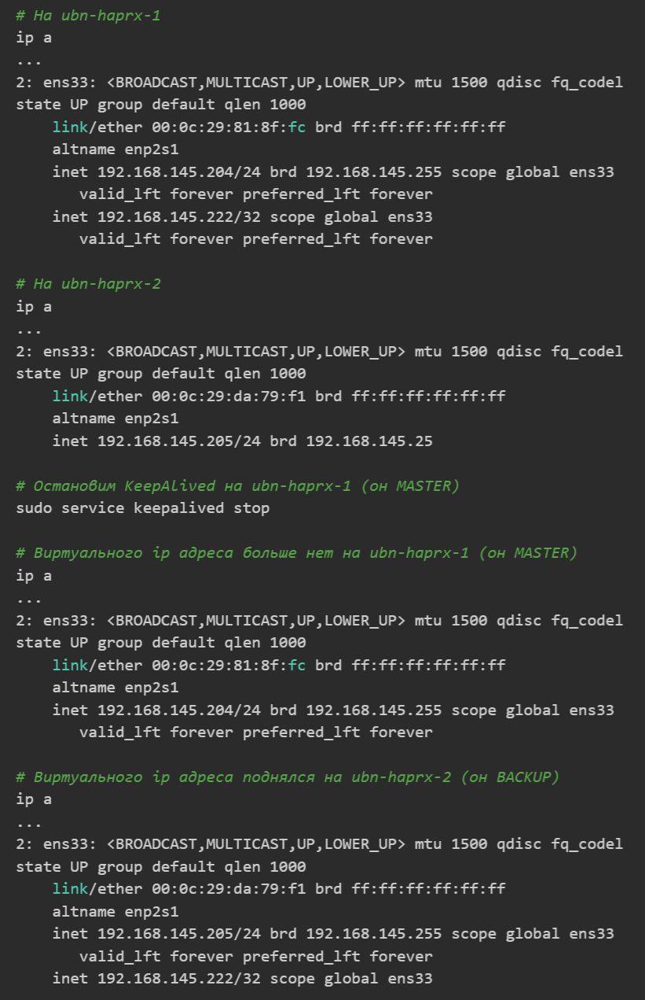 # На ubn-haprx-1
ip a
...
2: ens33: <BROADCAST,MULTICAST,UP,LOWER_UP> mtu 1500 qdisc fq_codel
state UP group default qlen 1000
    link/ether 00:0c:29:81:8f:fc brd ff:ff:ff:ff:ff:ff
    altname enp2s1
    inet 192.168.145.204/24 brd 192.168.145.255 scope global ens33
       valid_lft forever preferred_lft forever
    inet 192.168.145.222/32 scope global ens33
       valid_lft forever preferred_lft forever

# На ubn-haprx-2
ip a
...
2: ens33: <BROADCAST,MULTICAST,UP,LOWER_UP> mtu 1500 qdisc fq_codel
state UP group default qlen 1000
    link/ether 00:0c:29:da:79:f1 brd ff:ff:ff:ff:ff:ff
    altname enp2s1
    inet 192.168.145.205/24 brd 192.168.145.25

# Остановим KeepAlived на ubn-haprx-1 (он MASTER)
sudo service keepalived stop

# Виртуального ip адреса больше нет на ubn-haprx-1 (он MASTER)
ip a
...
2: ens33: <BROADCAST,MULTICAST,UP,LOWER_UP> mtu 1500 qdisc fq_codel
state UP group default qlen 1000
    link/ether 00:0c:29:81:8f:fc brd ff:ff:ff:ff:ff:ff
    altname enp2s1
    inet 192.168.145.204/24 brd 192.168.145.255 scope global ens33
       valid_lft forever preferred_lft forever

# Виртуального ip адреса поднялся на ubn-haprx-2 (он BACKUP)
ip a
...
2: ens33: <BROADCAST,MULTICAST,UP,LOWER_UP> mtu 1500 qdisc fq_codel
state UP group default qlen 1000
    link/ether 00:0c:29:da:79:f1 brd ff:ff:ff:ff:ff:ff
    altname enp2s1
    inet 192.168.145.205/24 brd 192.168.145.255 scope global ens33
       valid_lft forever preferred_lft forever
    inet 192.168.145.222/32 scope global ens33